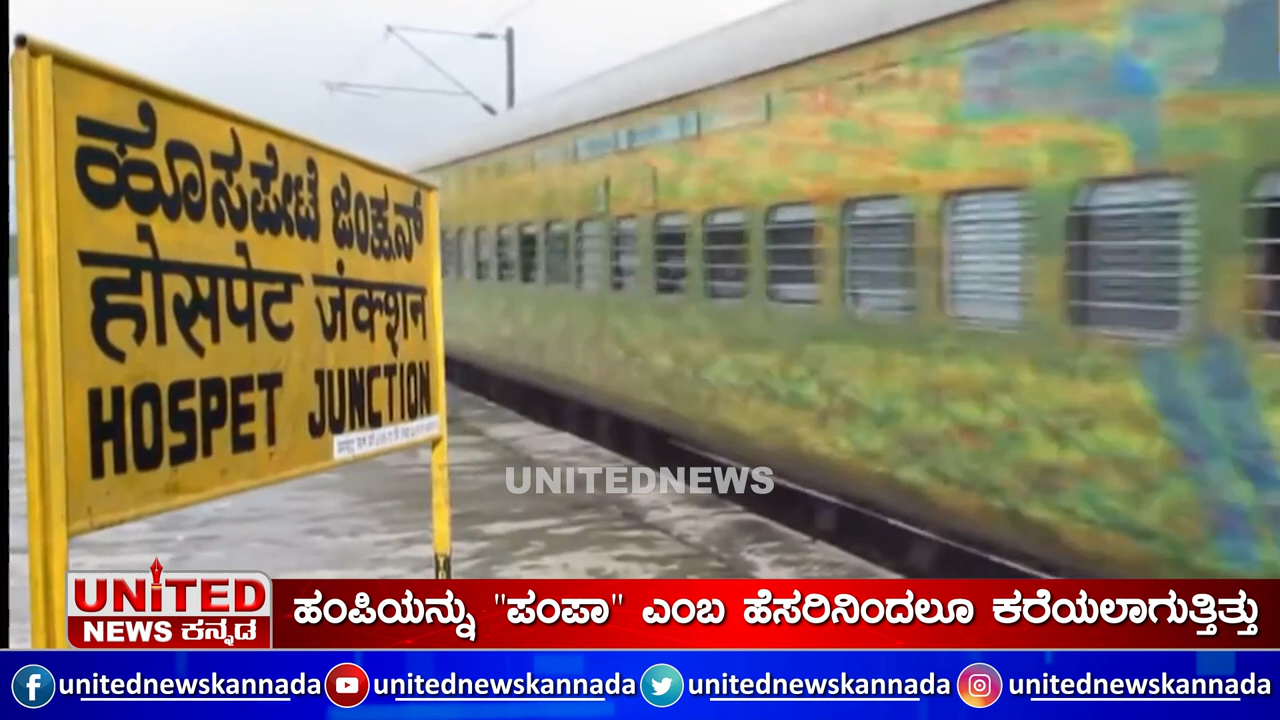 ಹೊಸಪೇಟೆ ಜಂಕ್ಷನ್
होसपेट जंक्शन
HOSPET JUNCTION
UNITEDNEWS
UNITED
NEWS ಕನ್ನಡ
ಹಂಪಿಯನ್ನು "ಪಂಪಾ" ಎಂಬ ಹೆಸರಿನಿಂದಲೂ ಕರೆಯಲಾಗುತ್ತಿತ್ತು
unitednewskannada unitednewskannada unitednewskannada unitednewskannada